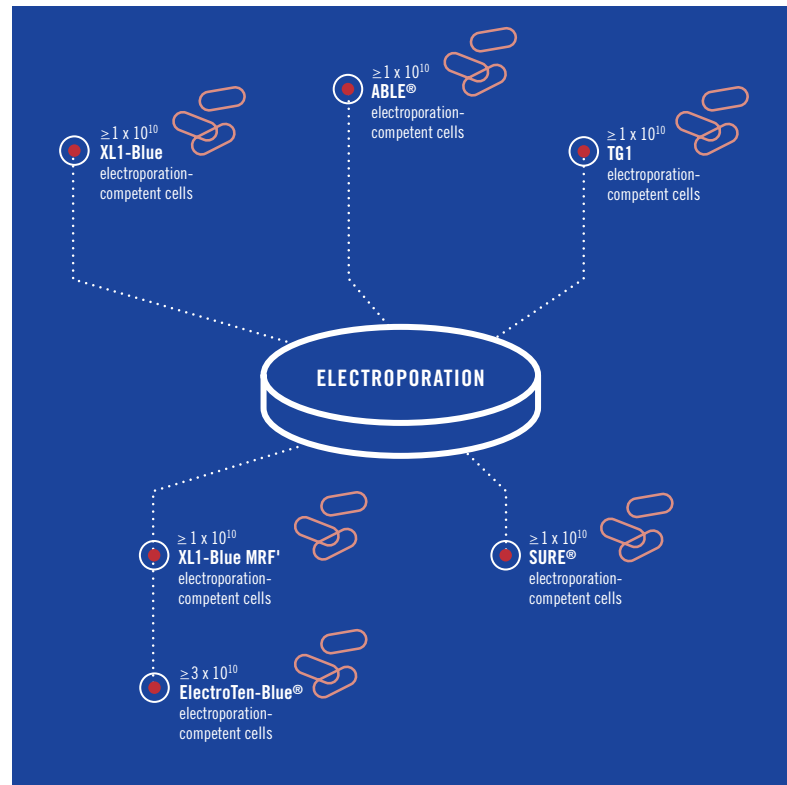 ≥1 x 10¹⁰
ABLE®
electroporation-
competent cells
≥1 x 10¹⁰
XL1-Blue
electroporation-
competent cells
≥1 x 10¹⁰
TG1
electroporation-
competent cells
ELECTROPORATION
≥1 x 10¹⁰
XL1-Blue MRF'
electroporation-
competent cells
≥1 x 10¹⁰
SURE®
electroporation-
competent cells
≥3 x 10¹⁰
ElectroTen-Blue®
electroporation-
competent cells